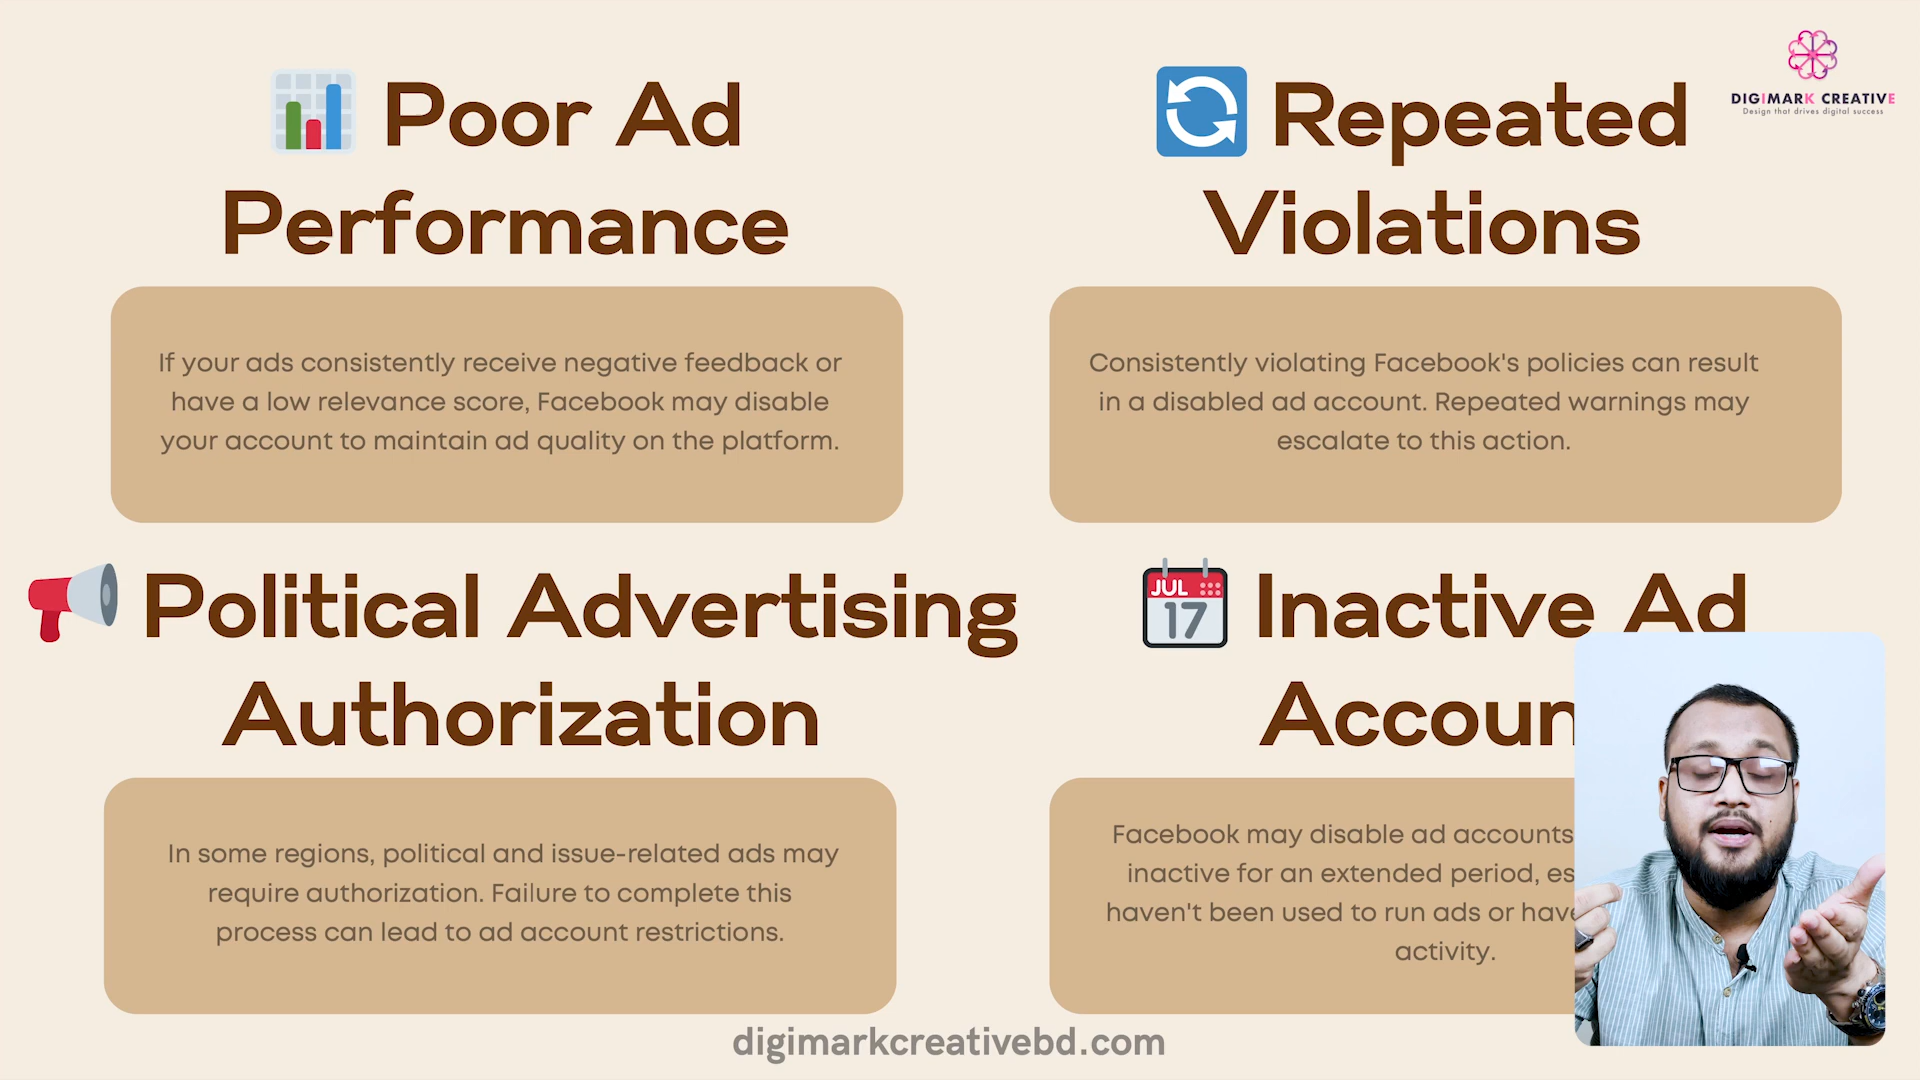 Poor Ad
Performance
If your ads consistently receive negative feedback or
have a low relevance score, Facebook may disable
your account to maintain ad quality on the platform.
Repeated
Violations
Consistently violating Facebook's policies can result
in a disabled ad account. Repeated warnings may
escalate to this action.
DIGIMARK CREATIVE
Design that drives digital success
Political Advertising
Authorization
In some regions, political and issue-related ads may
require authorization. Failure to complete this
process can lead to ad account restrictions.
JUL
17
Inactive Ad
Accoun
Facebook may disable ad accounts
inactive for an extended period, es
haven't been used to run ads or have
activity.
digimarkcreativebd.com